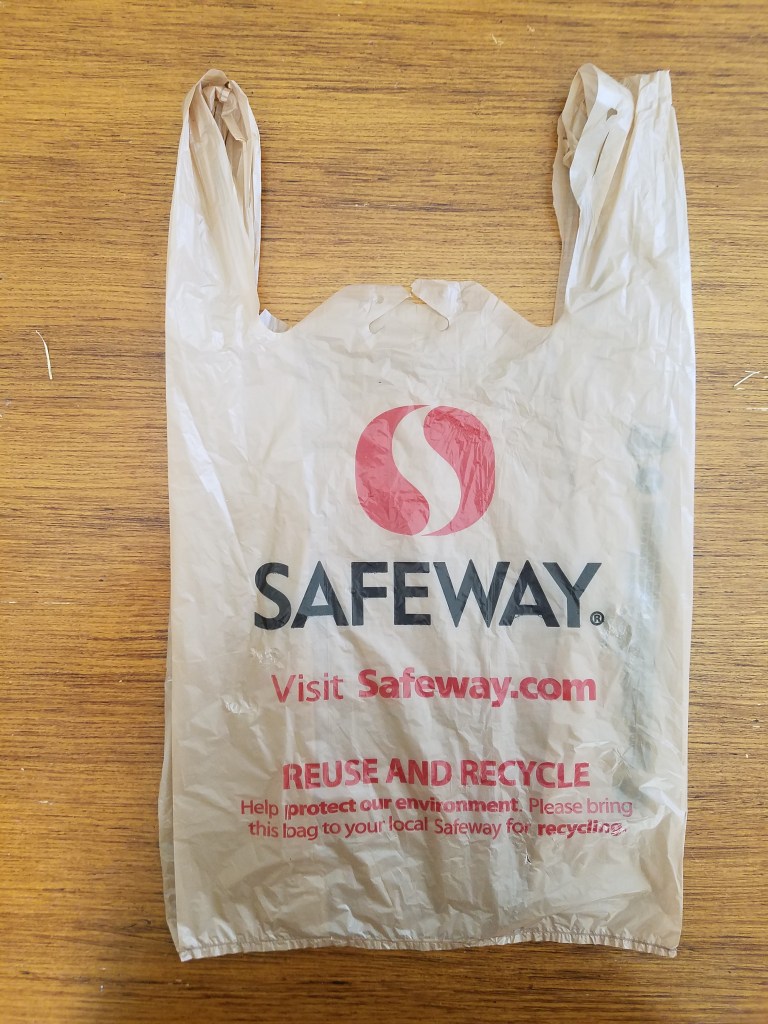 SAFEWAY®
Visit Safeway.com
REUSE AND RECYCLE
Help protect our environment. Please bring
this bag to your local Safeway for recycling.